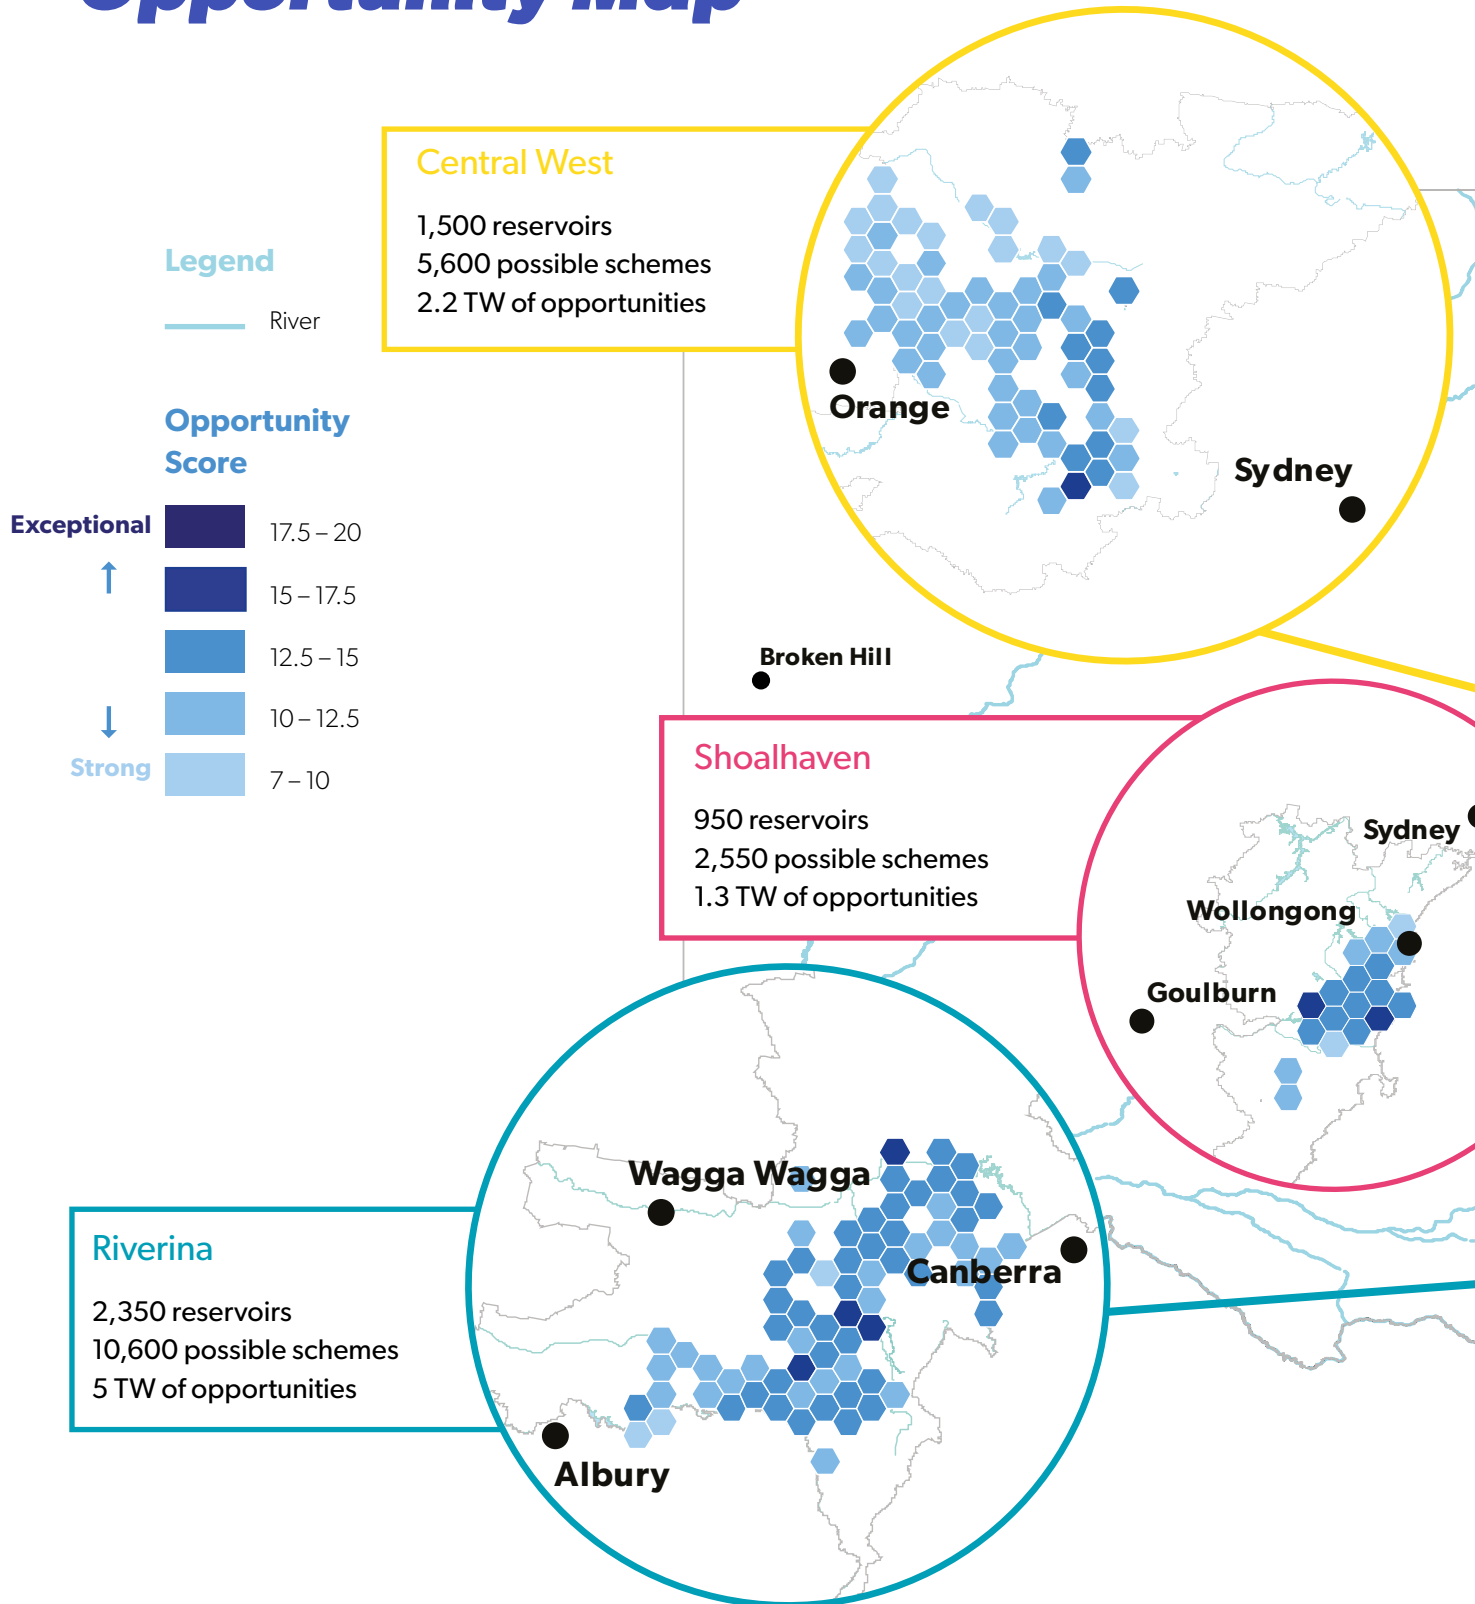 Opportunity Map
Central West
1,500 reservoirs
5,600 possible schemes
2.2 TW of opportunities
Legend
River
Opportunity
Score
Exceptional
17.5 – 20
15 – 17.5
12.5 – 15
10 – 12.5
Strong
7 – 10
Orange
Sydney
Broken Hill
Shoalhaven
950 reservoirs
2,550 possible schemes
1.3 TW of opportunities
Sydney
Wollongong
Goulburn
Wagga Wagga
Canberra
Albury
Riverina
2,350 reservoirs
10,600 possible schemes
5 TW of opportunities